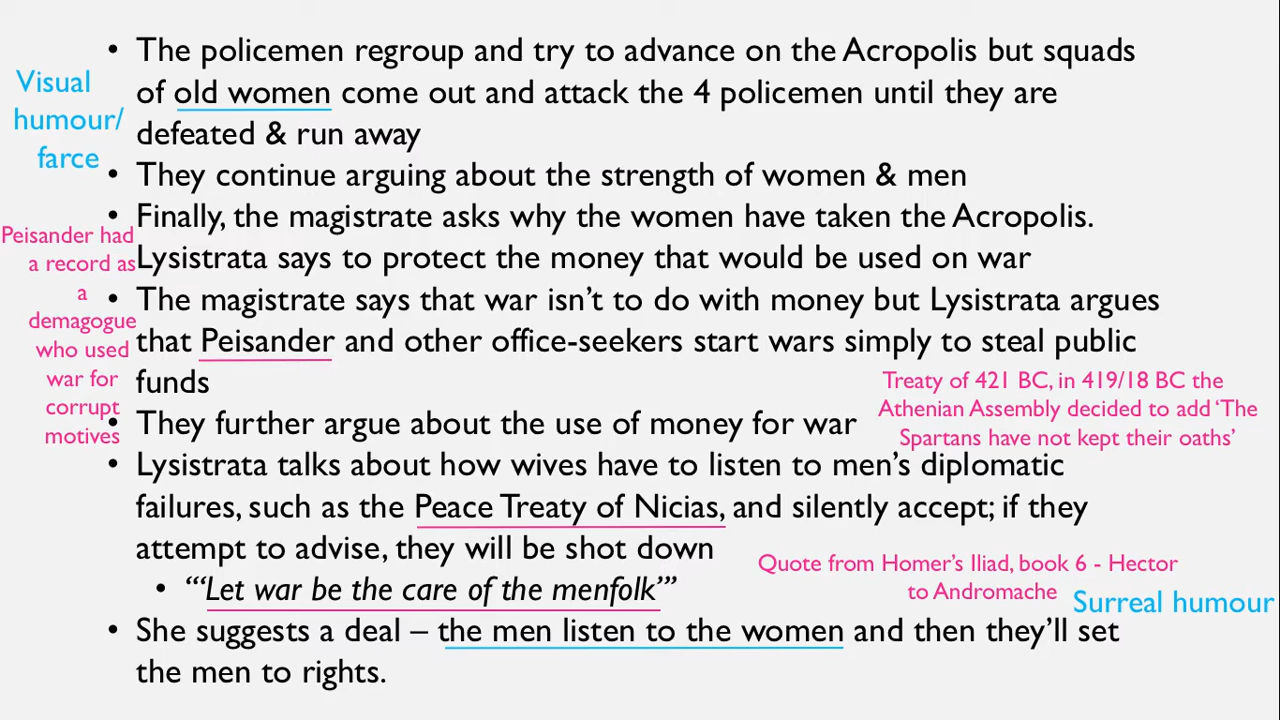 • The policemen regroup and try to advance on the Acropolis but squads
of old women come out and attack the 4 policemen until they are
defeated & run away
Visual
humour/
farce
• They continue arguing about the strength of women & men
• Finally, the magistrate asks why the women have taken the Acropolis.
Lysistrata says to protect the money that would be used on war
• The magistrate says that war isn't to do with money but Lysistrata argues
that Peisander and other office-seekers start wars simply to steal public
funds
Peisander had
a record as
a
demagogue
who used
war for
corrupt
motives
• They further argue about the use of money for war
Treaty of 421 BC, in 419/18 BC the
Athenian Assembly decided to add ‘The
Spartans have not kept their oaths’
• Lysistrata talks about how wives have to listen to men's diplomatic
failures, such as the Peace Treaty of Nicias, and silently accept; if they
attempt to advise, they will be shot down
• “‘Let war be the care of the menfolk’”
Quote from Homer's Iliad, book 6 - Hector
to Andromache
• She suggests a deal – the men listen to the women and then they'll set
the men to rights.
Surreal humour